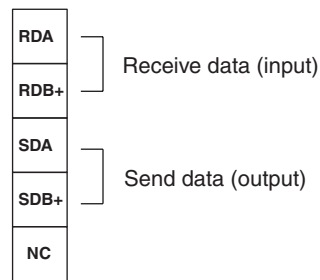 RDA
Receive data (input)
RDB+
SDA
Send data (output)
SDB+
NC